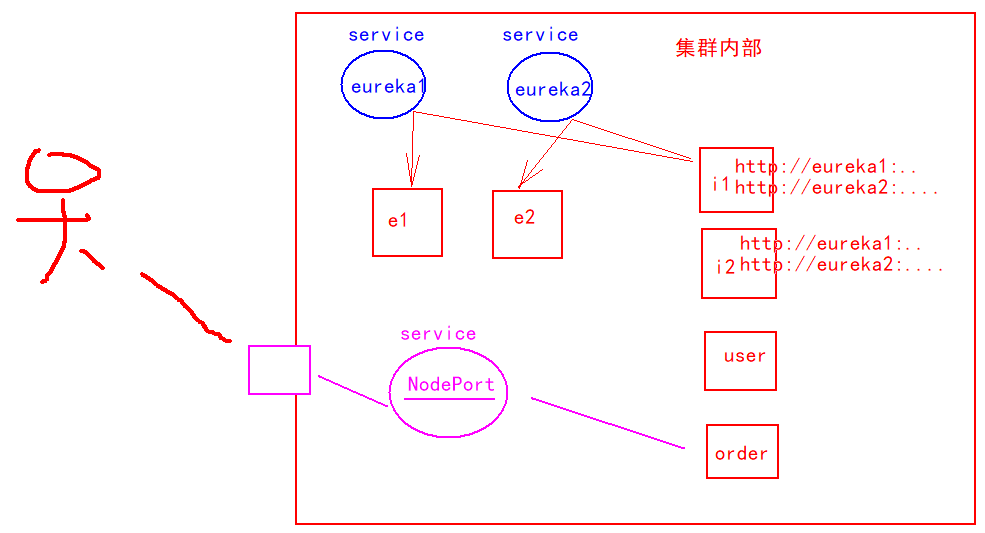 service
service
集群内部
eureka1
eureka2
http://eureka1:..
i1
http://eureka2:....
e1
e2
http://eureka1:..
i2
http://eureka2:....
service
user
NodePort
order